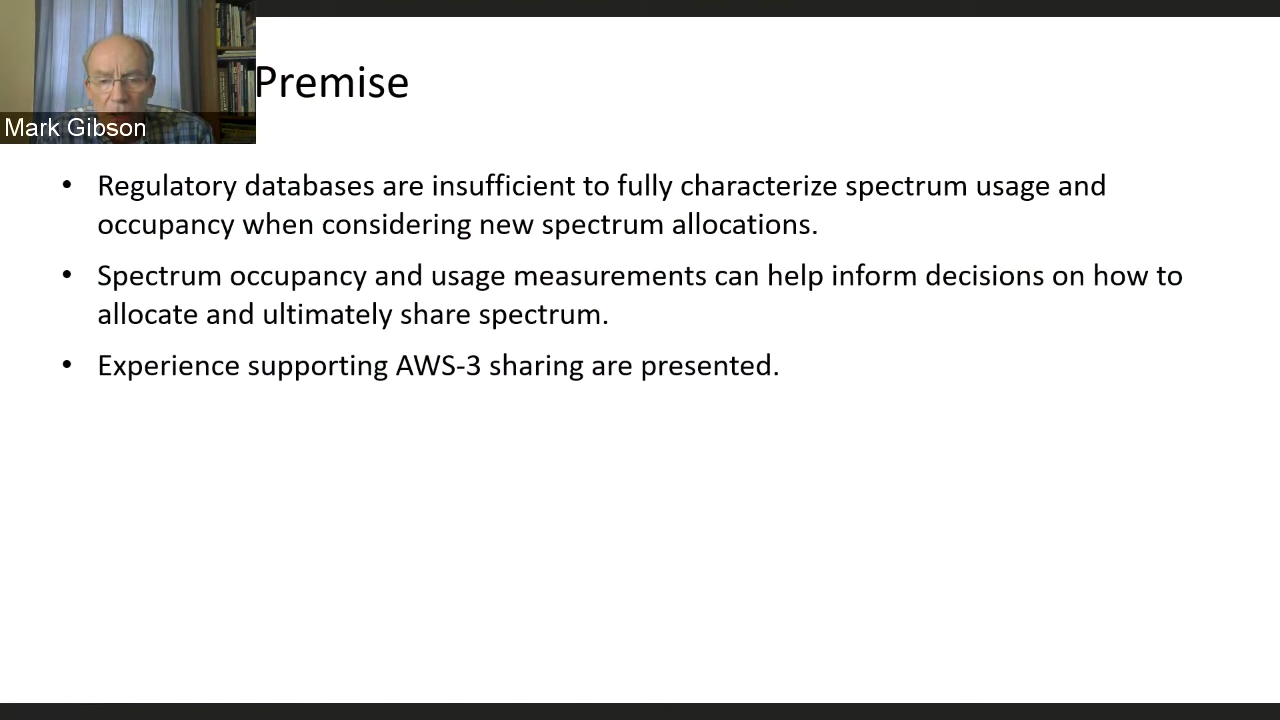 Premise
Mark Gibson
• Regulatory databases are insufficient to fully characterize spectrum usage and
occupancy when considering new spectrum allocations.
• Spectrum occupancy and usage measurements can help inform decisions on how to
allocate and ultimately share spectrum.
• Experience supporting AWS-3 sharing are presented.